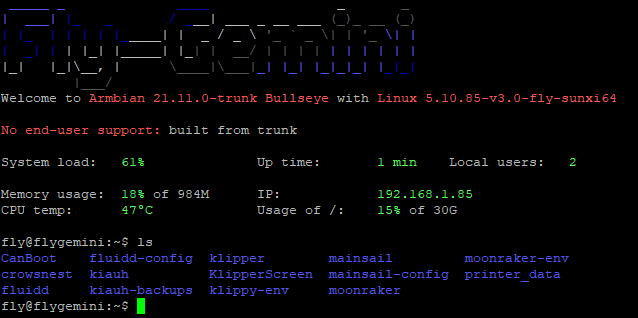 Fly-Gemini
Welcome to Armbian 21.11.0-trunk Bullseye with Linux 5.10.85-v3.0-fly-sunxi64
No end-user support: built from trunk
System load: 61% Up time: 1 min Local users: 2
Memory usage: 18% of 984M IP: 192.168.1.85
CPU temp: 47°C Usage of /: 15% of 30G
fly@flygemini:~$ ls
CanBoot fluidd-config klipper mainsail moonraker-env
crowsnest kiauh KlipperScreen mainsail-config printer_data
fluidd kiauh-backups klippy-env moonraker
fly@flygemini:~$